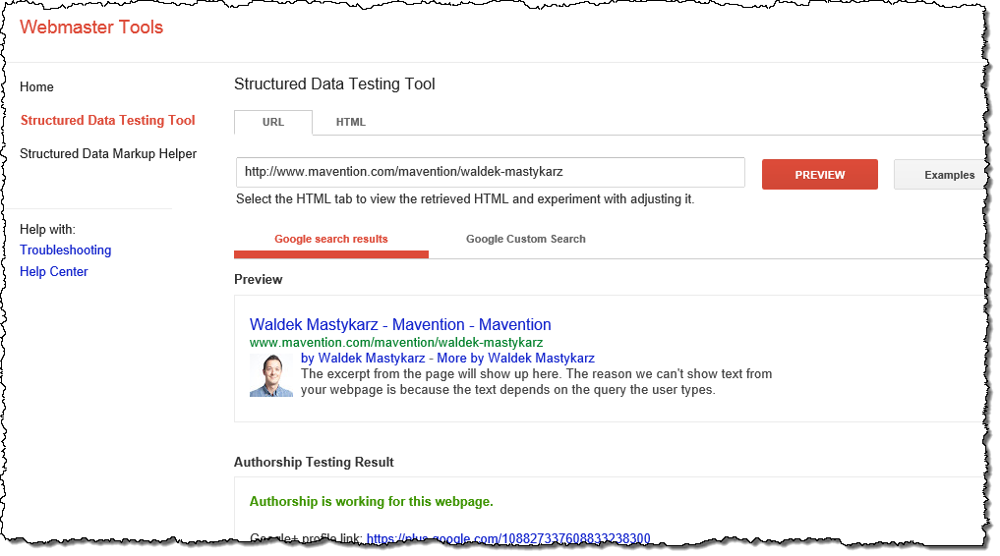 Webmaster Tools
Home
Structured Data Testing Tool
Structured Data Markup Helper
Help with:
Troubleshooting
Help Center
Structured Data Testing Tool
URL HTML
http://www.mavention.com/mavention/waldek-mastykarz PREVIEW Examples
Select the HTML tab to view the retrieved HTML and experiment with adjusting it.
Google search results Google Custom Search
Preview
Waldek Mastykarz - Mavention - Mavention
www.mavention.com/mavention/waldek-mastykarz
by Waldek Mastykarz - More by Waldek Mastykarz
The excerpt from the page will show up here. The reason we can't show text from
your webpage is because the text depends on the query the user types.
Authorship Testing Result
Authorship is working for this webpage.
Google+ profile link: https://plus.google.com/108827337608833238300